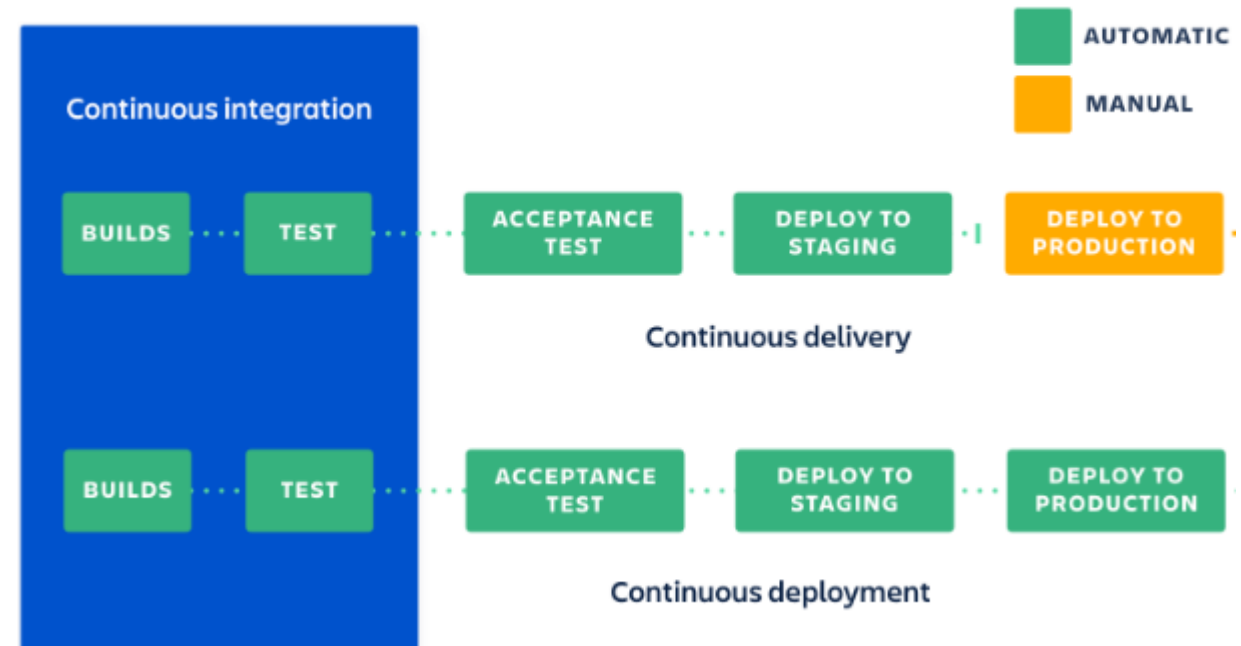 AUTOMATIC
MANUAL
Continuous integration
BUILDS
TEST
ACCEPTANCE
TEST
DEPLOY TO
STAGING
DEPLOY TO
PRODUCTION
Continuous delivery
BUILDS
TEST
ACCEPTANCE
TEST
DEPLOY TO
STAGING
DEPLOY TO
PRODUCTION
Continuous deployment